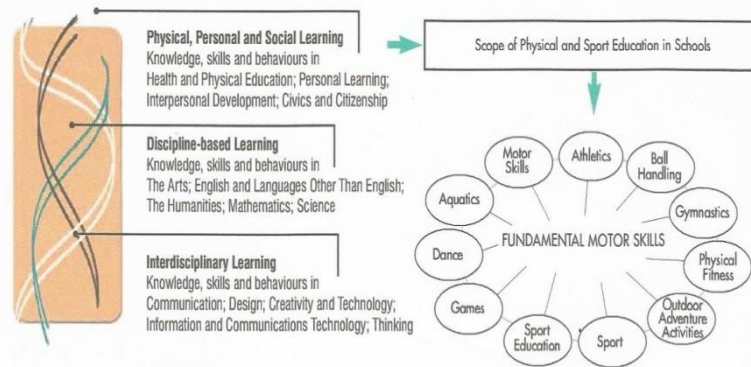 Physical, Personal and Social Learning
Knowledge, skills and behaviours in
Health and Physical Education; Personal Learning;
Interpersonal Development; Civics and Citizenship
Discipline-based Learning
Knowledge, skills and behaviours in
The Arts; English and Languages Other Than English;
The Humanities; Mathematics; Science
Interdisciplinary Learning
Knowledge, skills and behaviours in
Communication; Design; Creativity and Technology;
Information and Communications Technology; Thinking
Scope of Physical and Sport Education in Schools
Motor
Skills
Athletics
Ball
Handling
Aquatics
Gymnastics
Dance
FUNDAMENTAL MOTOR SKILLS
Physical
Fitness
Games
Outdoor
Adventure
Activities
Sport
Education
Sport